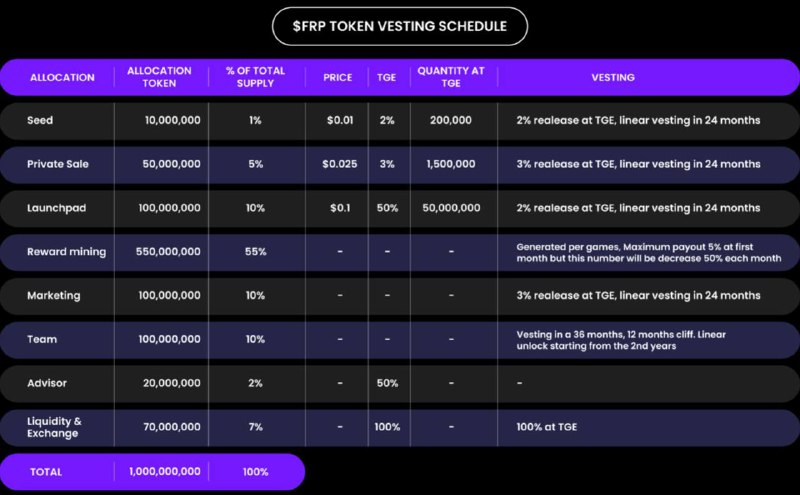 $FRP TOKEN VESTING SCHEDULE
ALLOCATION ALLOCATION TOKEN % OF TOTAL SUPPLY PRICE TGE QUANTITY AT TGE VESTING
Seed 10,000,000 1% $0.01 2% 200,000 2% realease at TGE, linear vesting in 24 months
Private Sale 50,000,000 5% $0.025 3% 1,500,000 3% realease at TGE, linear vesting in 24 months
Launchpad 100,000,000 10% $0.1 50% 50,000,000 2% realease at TGE, linear vesting in 24 months
Reward mining 550,000,000 55% - - - Generated per games, Maximum payout 5% at first
month but this number will be decrease 50% each month
Marketing 100,000,000 10% - - - 3% realease at TGE, linear vesting in 24 months
Team 100,000,000 10% - - - Vesting in a 36 months, 12 months cliff. Linear
unlock starting from the 2nd years
Advisor 20,000,000 2% - 50% - -
Liquidity &
Exchange 70,000,000 7% - 100% - 100% at TGE
TOTAL 1,000,000,000 100%